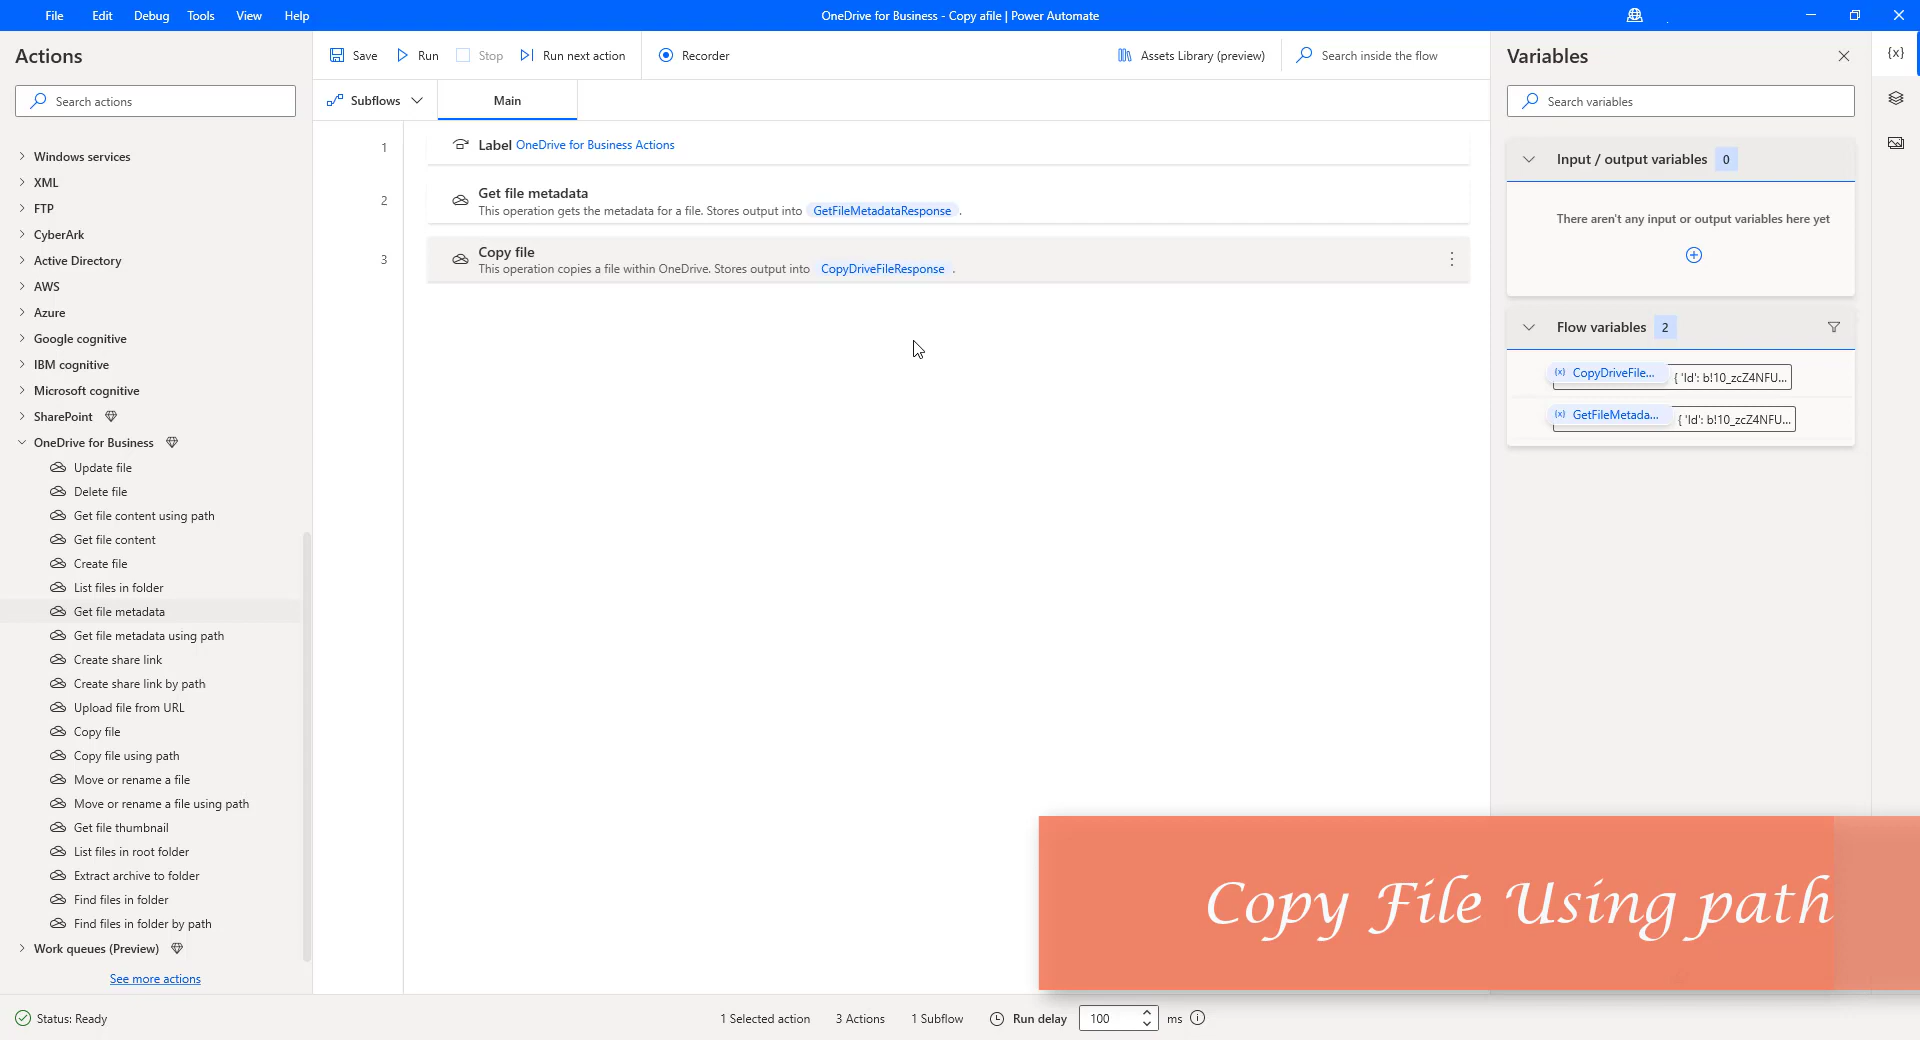 File Edit Debug Tools View Help
OneDrive for Business - Copy afile | Power Automate
Actions
Search actions
Windows services
XML
FTP
CyberArk
Active Directory
AWS
Azure
Google cognitive
IBM cognitive
Microsoft cognitive
SharePoint
OneDrive for Business
Update file
Delete file
Get file content using path
Get file content
Create file
List files in folder
Get file metadata
Get file metadata using path
Create share link
Create share link by path
Upload file from URL
Copy file
Copy file using path
Move or rename a file
Move or rename a file using path
Get file thumbnail
List files in root folder
Extract archive to folder
Find files in folder
Find files in folder by path
Work queues (Preview)
See more actions
Save Run Stop Run next action Recorder
Assets Library (preview) Search inside the flow
Subflows Main
1 Label OneDrive for Business Actions
2 Get file metadata
This operation gets the metadata for a file. Stores output into GetFileMetadataResponse .
3 Copy file
This operation copies a file within OneDrive. Stores output into CopyDriveFileResponse .
Variables
{x}
Search variables
Input / output variables 0
There aren't any input or output variables here yet
Flow variables 2
(x) CopyDriveFile... { 'Id': b!10_zcZ4NFU...
(x) GetFileMetada... { 'Id': b!10_zcZ4NFU...
Copy File Using path
Status: Ready
1 Selected action 3 Actions 1 Subflow Run delay 100 ms